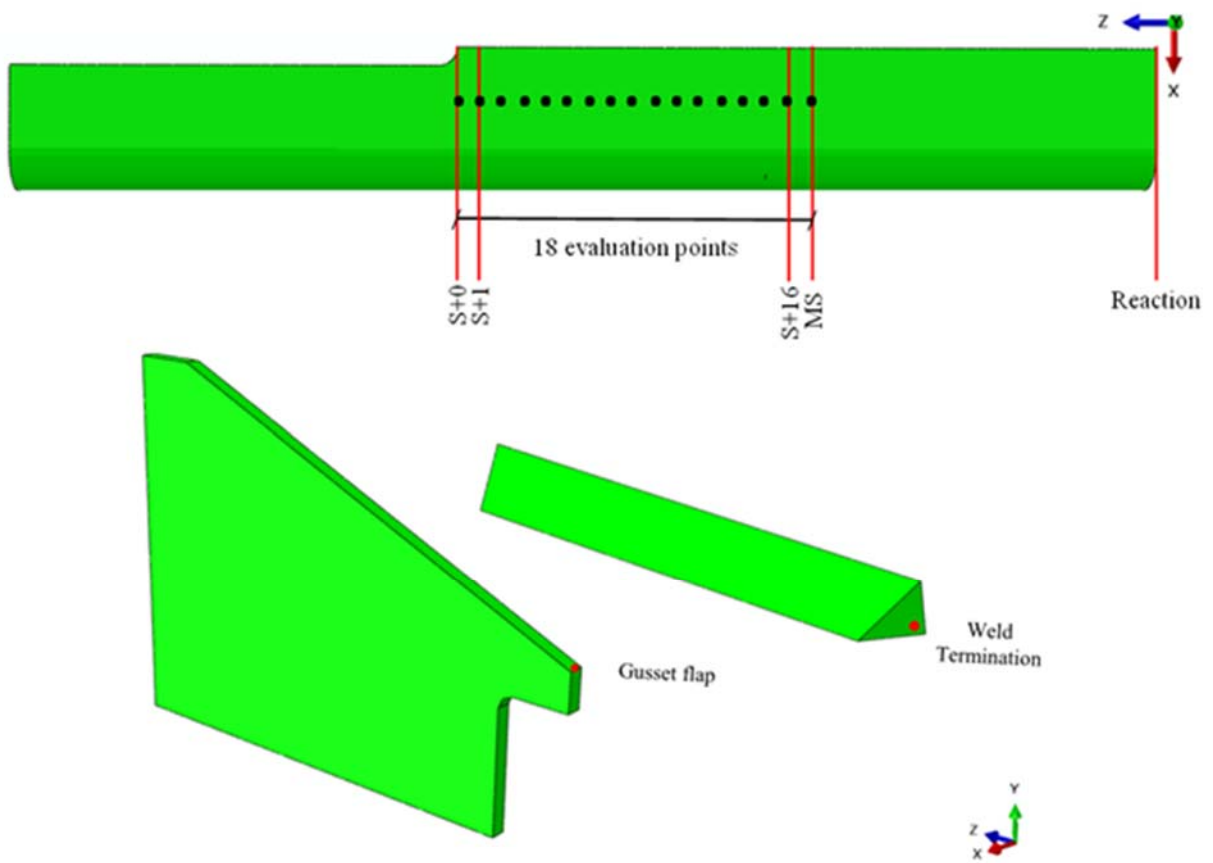 Z
Y
X
18 evaluation points
S+0
S+1
S+16
MS
Reaction
Weld
Termination
Gusset flap
Y
Z
X